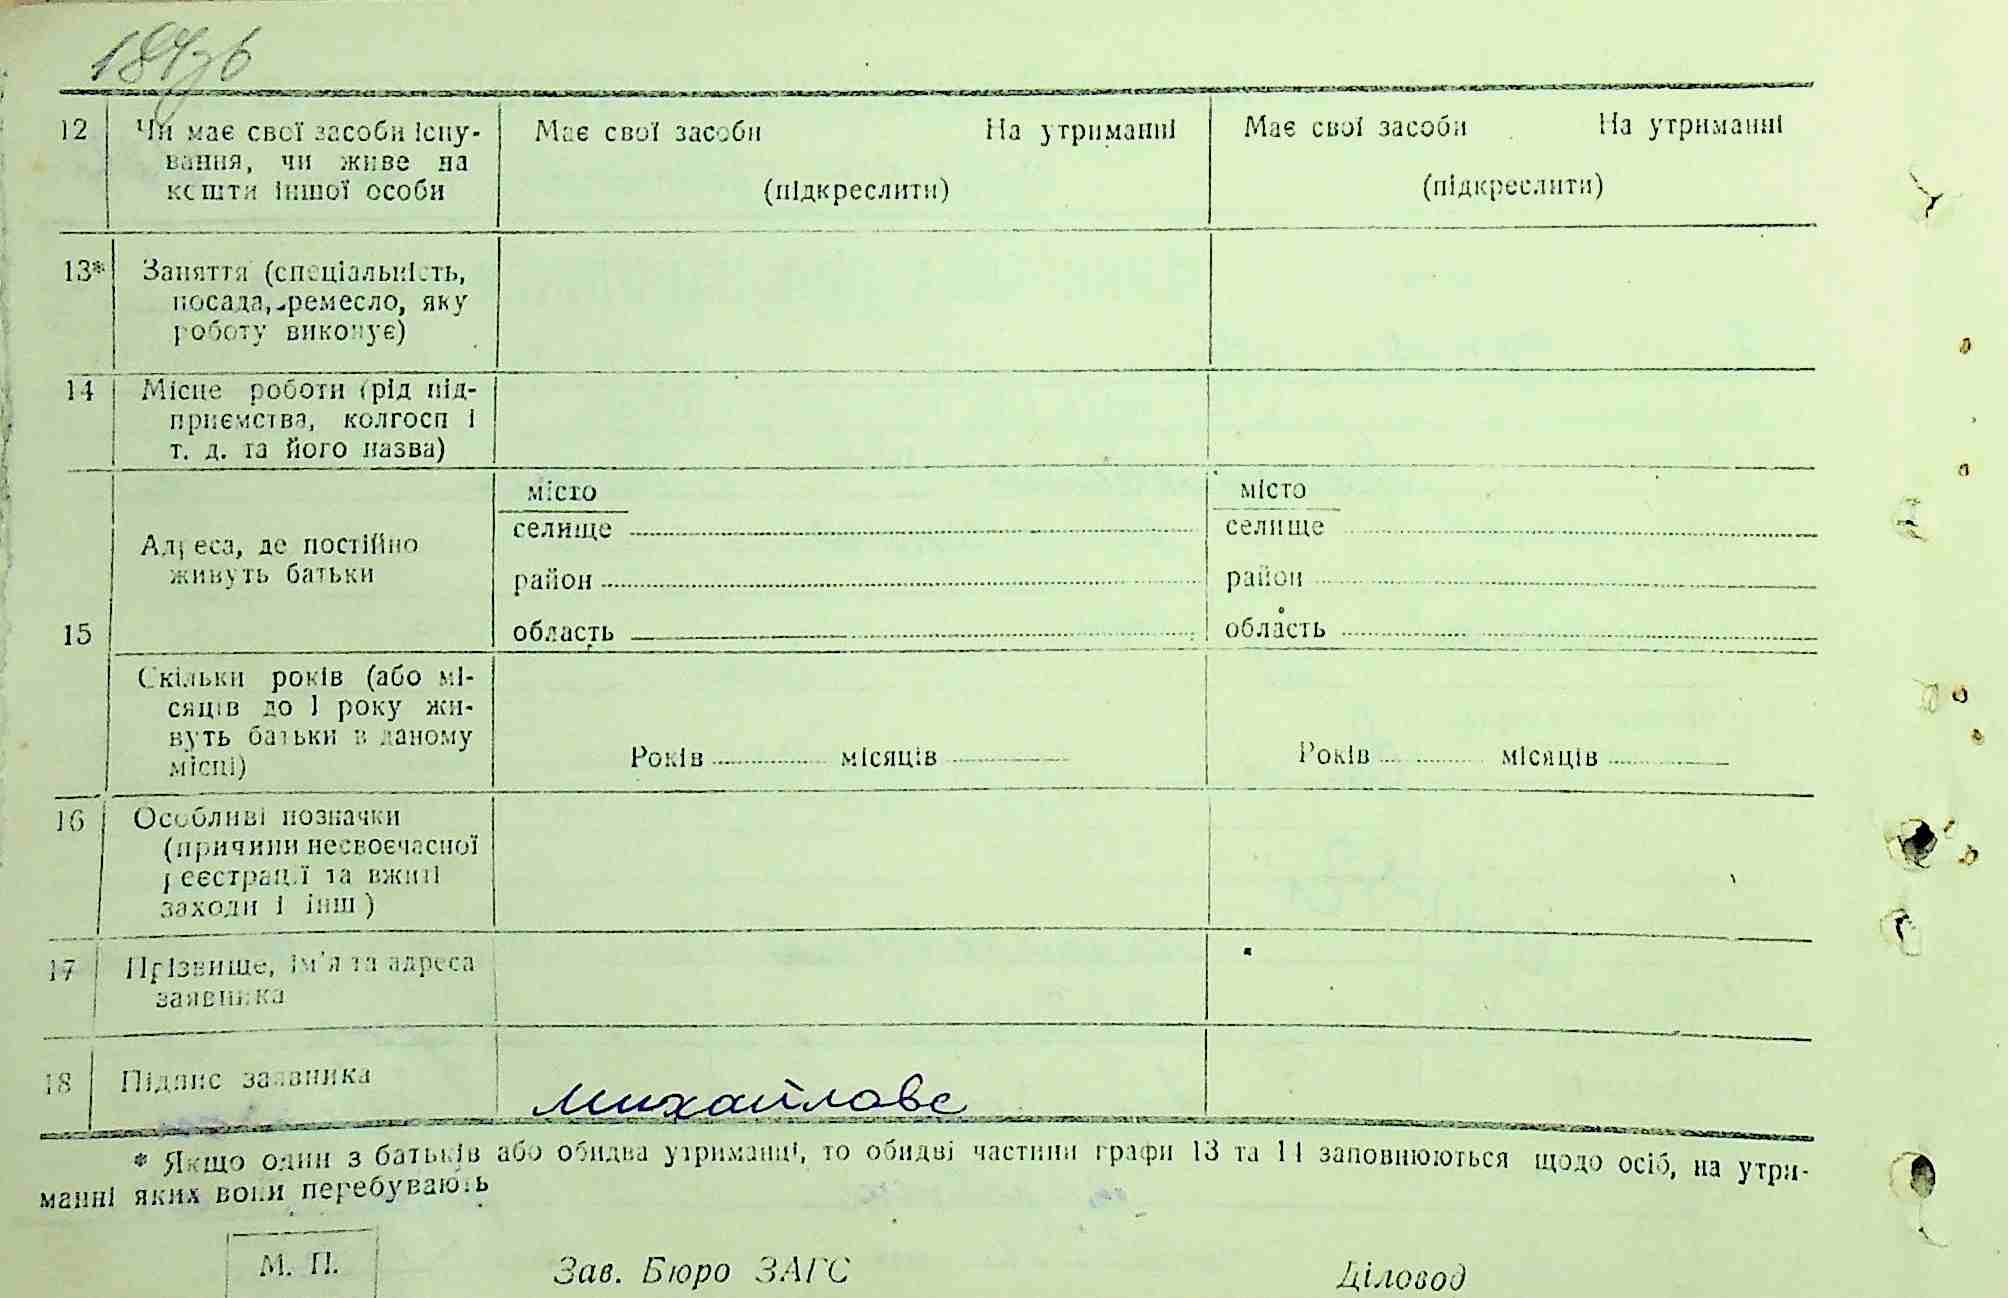 184зв
12 Чи має свої засоби існу- Має свої засоби На утриманні Має свої засоби На утриманні
вання, чи живе на
кошти іншої особи (підкреслити) (підкреслити)
13* Заняття (спеціальність,
посада, ремесло, яку
роботу виконує)
14 Місце роботи (рід під-
приємства, колгосп і
т. д. та його назва)
місто місто
селище селище
Адреса, де постійно
живуть батьки
район район
15 область область
Скільки років (або мі-
сяців до 1 року жи-
вуть батьки в даному
місці) Років місяців Років місяців
16 Особливі позначки
(причини несвоєчасної
реєстрації та вжиті
заходи і інш)
17 Прізвище, ім'я та адреса
заявника
18 Підпис заявника Михайлове
* Якщо один з батьків або обидва утриманці, то обидві частини графи 13 та 14 заповнюються щодо осіб, на утри-
манні яких вони перебувають
М. П. Зав. Бюро ЗАГС Діловод